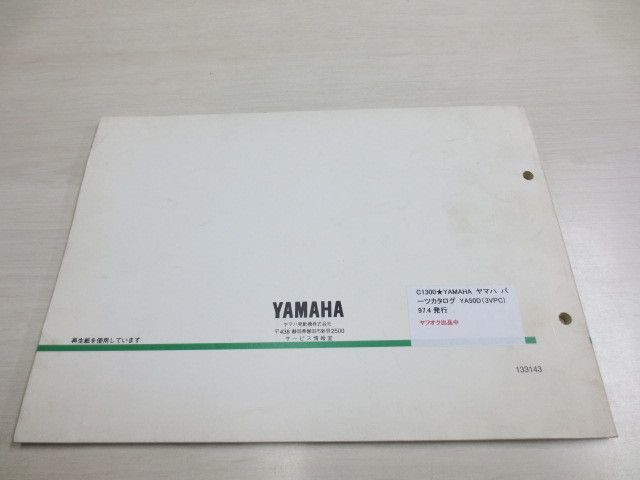 C1300★YAMAHA ヤマハ パ
ーツカタログ YA50D(3VPC)
97.4 発行
ヤフオク出品中
YAMAHA
ヤマハ発動機株式会社
〒438 静岡県磐田市新貝2500
サービス情報室
再生紙を使用しています
133143